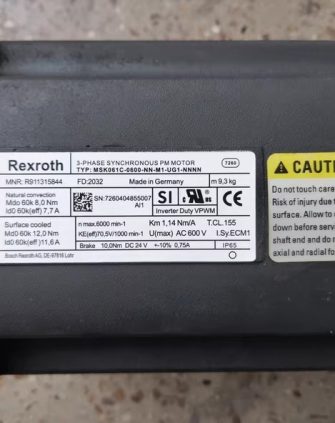 Rexroth
3-PHASE SYNCHRONOUS PM MOTOR
TYP: MSK061C-0600-NN-M1-UG1-NNNN
7260
MNR: R911315844 FD:2032 Made in Germany m 9,3 kg
Natural convection
Md0 60k 8,0 Nm
Id0 60k(eff) 7,7 A
SN:7260404855007
AI1
SI
Inverter Duty VPWM
CE
Surface cooled
Md0 60k 12,0 Nm
Id0 60k(eff) 11,6 A
n max.6000 min-1 Km 1,14 Nm/A T.CL.155
KE(eff)70,5V/1000 min-1 U(max) AC 600 V I.Sy.ECM1
Brake 10,0Nm DC 24 V +-10% 0,75A IP65
Bosch Rexroth AG, DE-97816 Lohr
CAUT
Do not touch
Risk of injury due
surface. Allow to
down before serv
shaft end and do
axial and radial fo